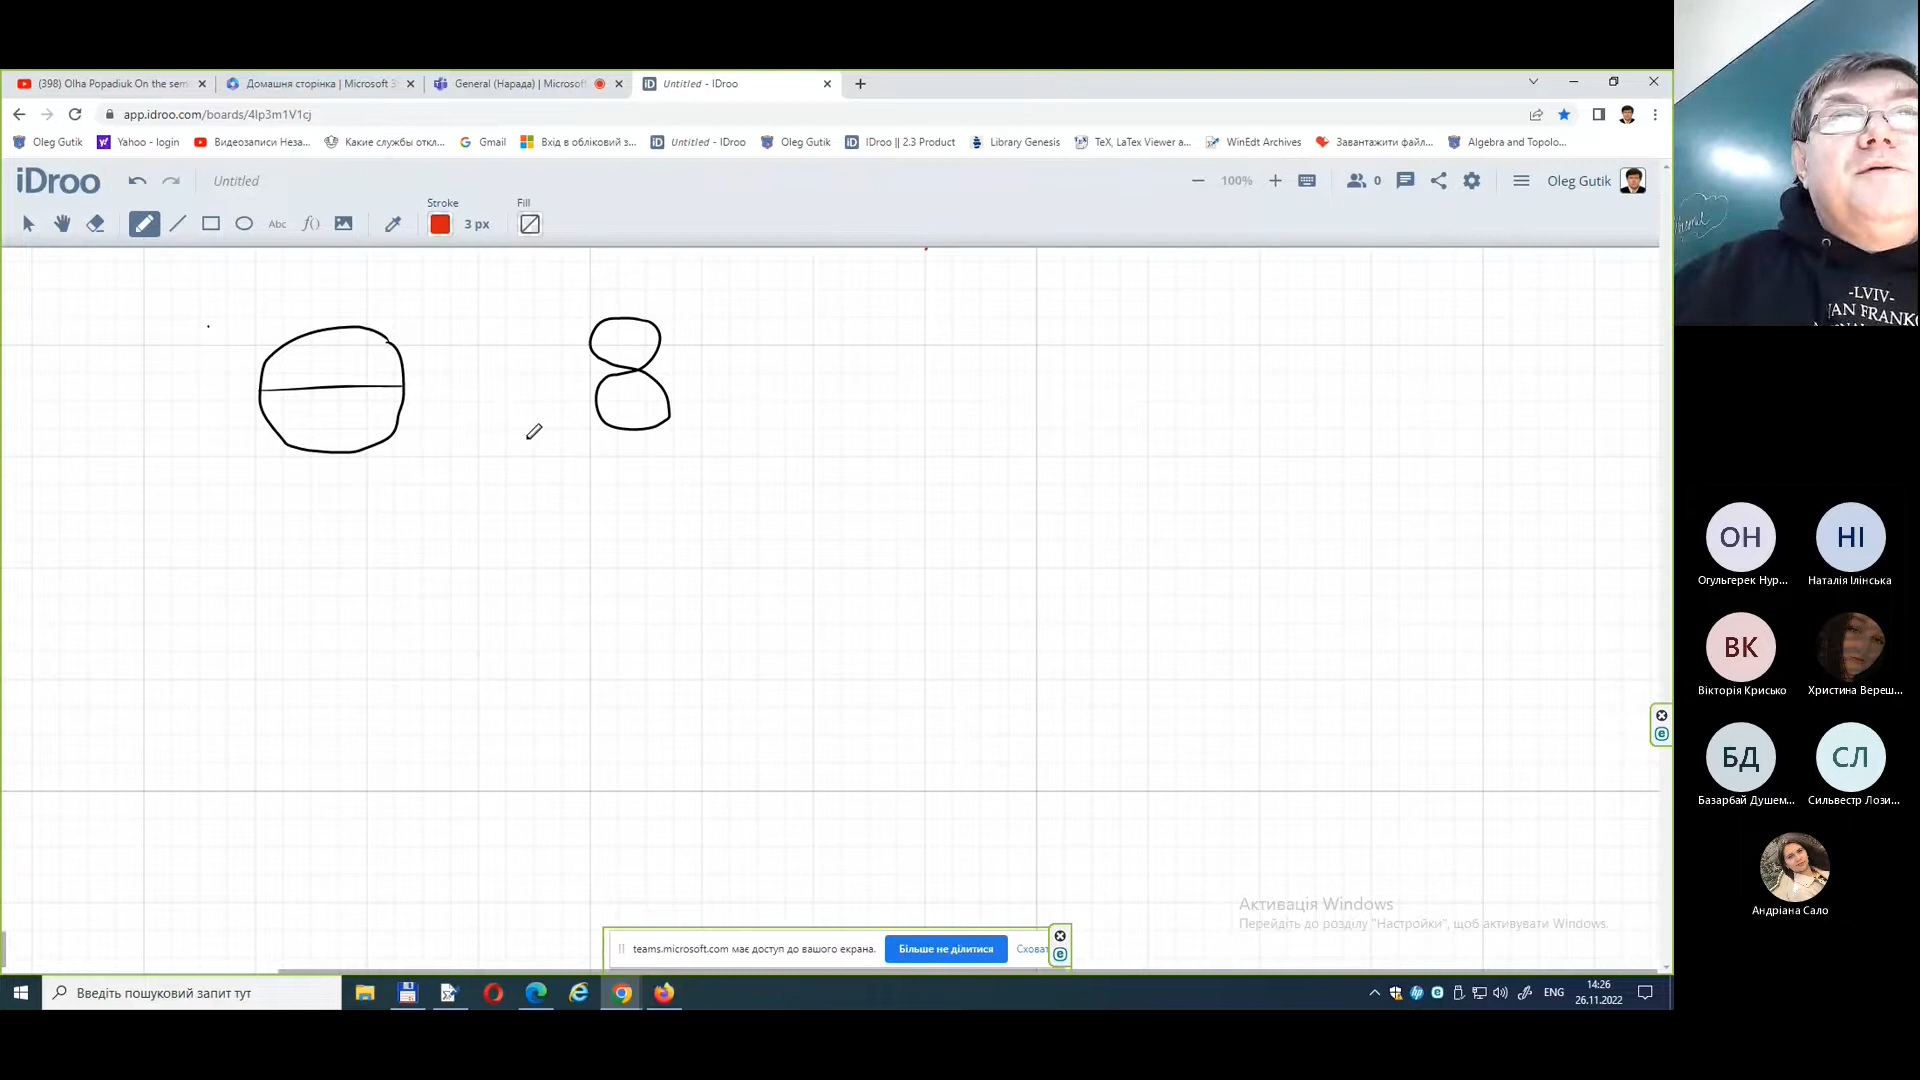 (398) Olha Popadiuk On the sem
Домашня сторінка | Microsoft 3
General (Нарада) | Microsoft
Untitled - IDroo
app.idroo.com/boards/4lp3m1V1cj
Oleg Gutik
Yahoo - login
Видеозаписи Неза...
Какие службы откл...
Gmail
Вхід в обліковий з...
Untitled - IDroo
Oleg Gutik
IDroo || 2.3 Product
Library Genesis
TeX, LaTex Viewer a...
WinEdt Archives
Завантажити файл...
Algebra and Topolo...
iDroo
Untitled
100%
0
Oleg Gutik
Stroke
Fill
Abc
f()
3 px
-LVIV-
8
ОН
НІ
Огульгерек Нур...
Наталія Ілінська
ВК
Вікторія Крисько
Христина Вереш...
БД
СЛ
Базарбай Душем...
Сильвестр Лози...
Андріана Сало
Активація Windows
Перейдіть до розділу "Настройки", щоб активувати Windows.
teams.microsoft.com має доступ до вашого екрана.
Більше не ділитися
Сховат
Введіть пошуковий запит тут
ENG
14:26
26.11.2022